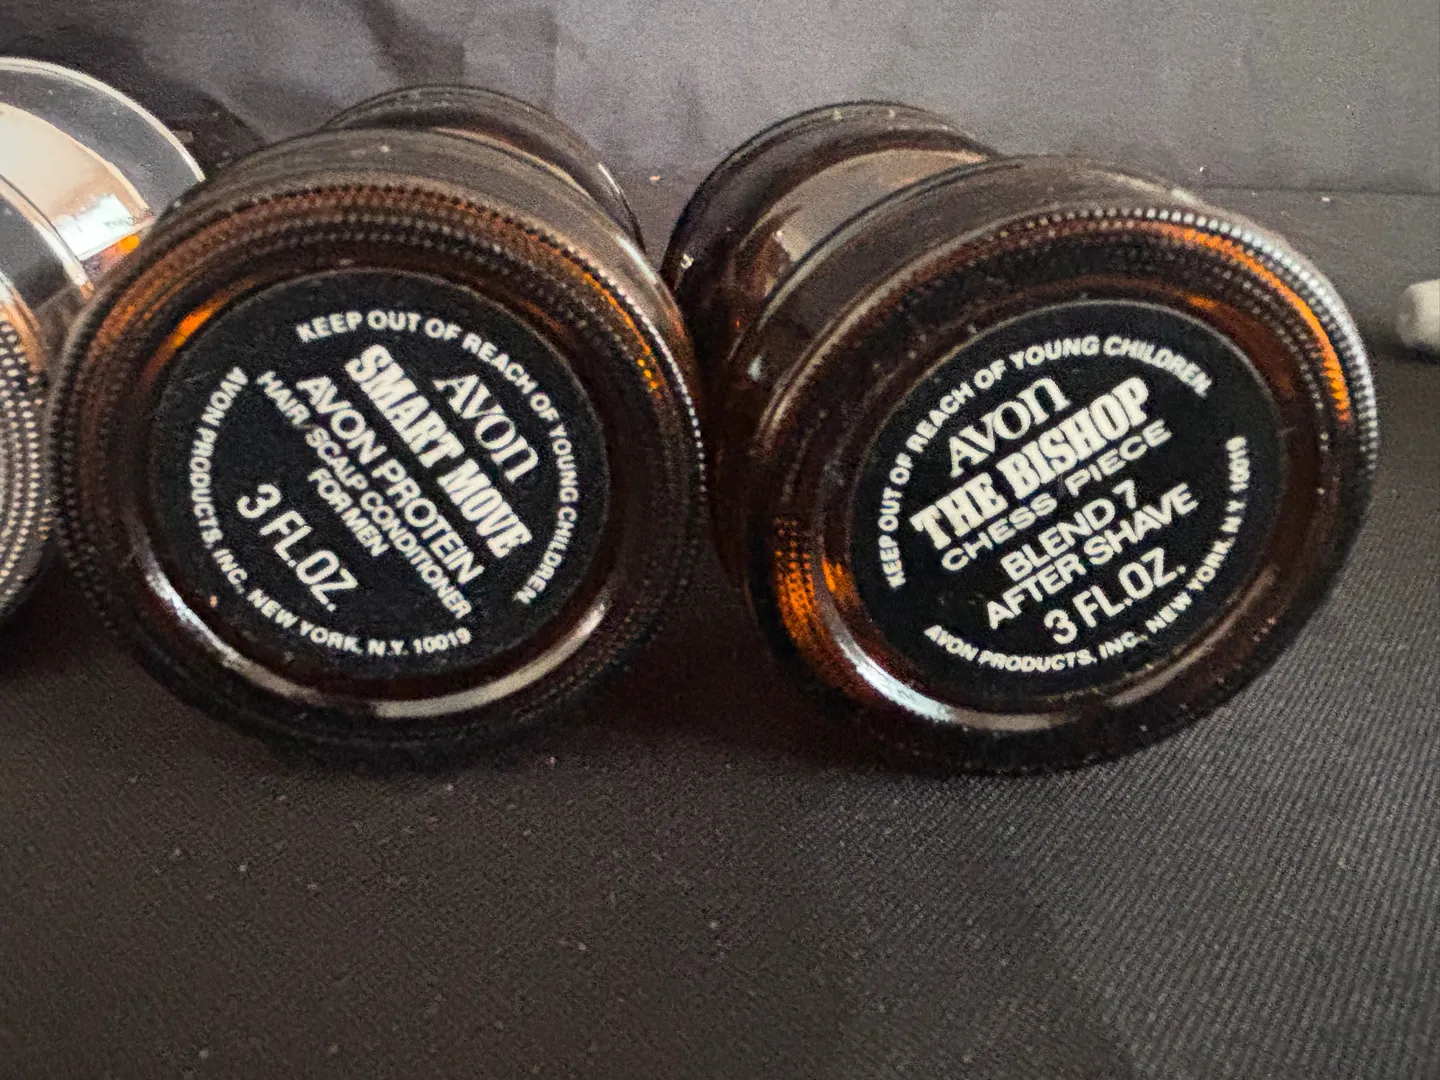 KEEP OUT OF REACH OF YOUNG CHILDREN
AVON
SMART MOVE
AVON PROTEIN
HAIR/SCALP CONDITIONER
FOR MEN
3 FL.OZ.
AVON PRODUCTS, INC., NEW YORK, N.Y. 10019
KEEP OUT OF REACH OF YOUNG CHILDREN.
AVON
THE BISHOP
CHESS PIECE
BLEND 7
AFTER SHAVE
3 FL.OZ.
AVON PRODUCTS, INC., NEW YORK, N.Y. 10019